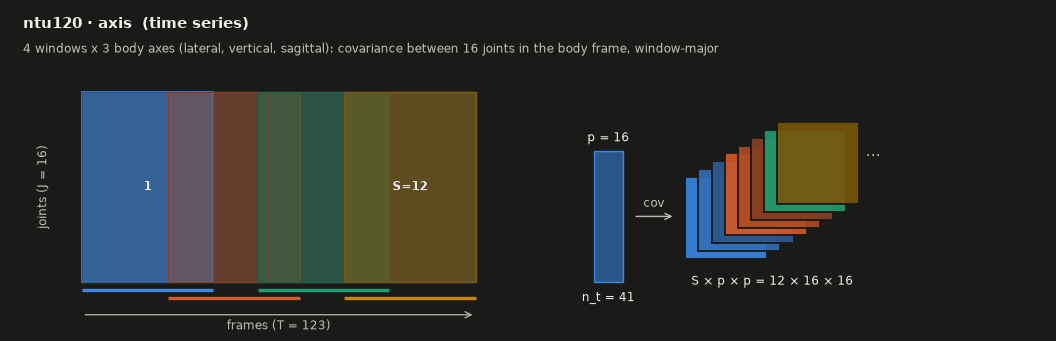 ntu120 · axis  (time series)
4 windows x 3 body axes (lateral, vertical, sagittal): covariance between 16 joints in the body frame, window-major
joints (J = 16)
1
S=12
frames (T = 123)
p = 16
n_t = 41
cov
...
S × p × p = 12 × 16 × 16